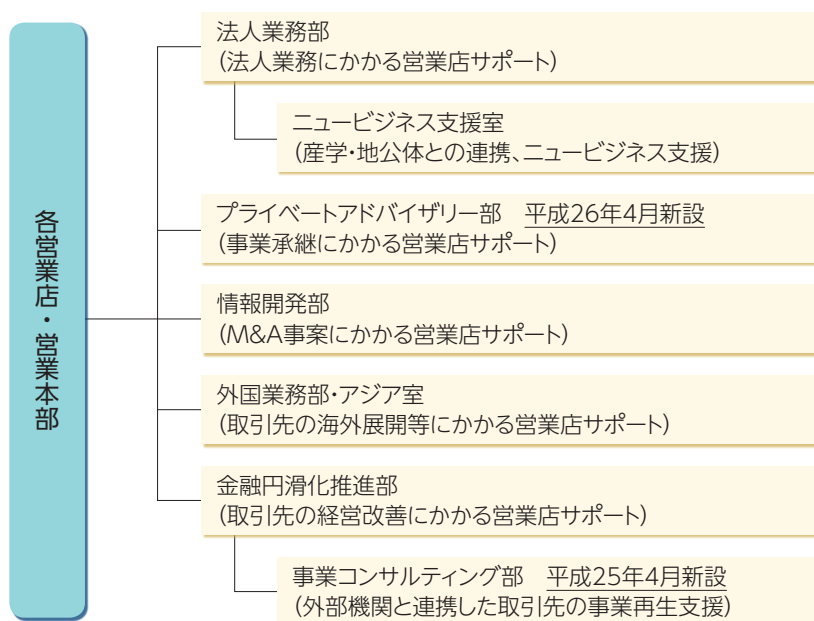 各営業店・営業本部
法人業務部
(法人業務にかかる営業店サポート)
ニュービジネス支援室
(産学・地公体との連携、ニュービジネス支援)
プライベートアドバイザリー部　平成26年4月新設
(事業承継にかかる営業店サポート)
情報開発部
(M&A事案にかかる営業店サポート)
外国業務部・アジア室
(取引先の海外展開等にかかる営業店サポート)
金融円滑化推進部
(取引先の経営改善にかかる営業店サポート)
事業コンサルティング部　平成25年4月新設
(外部機関と連携した取引先の事業再生支援)